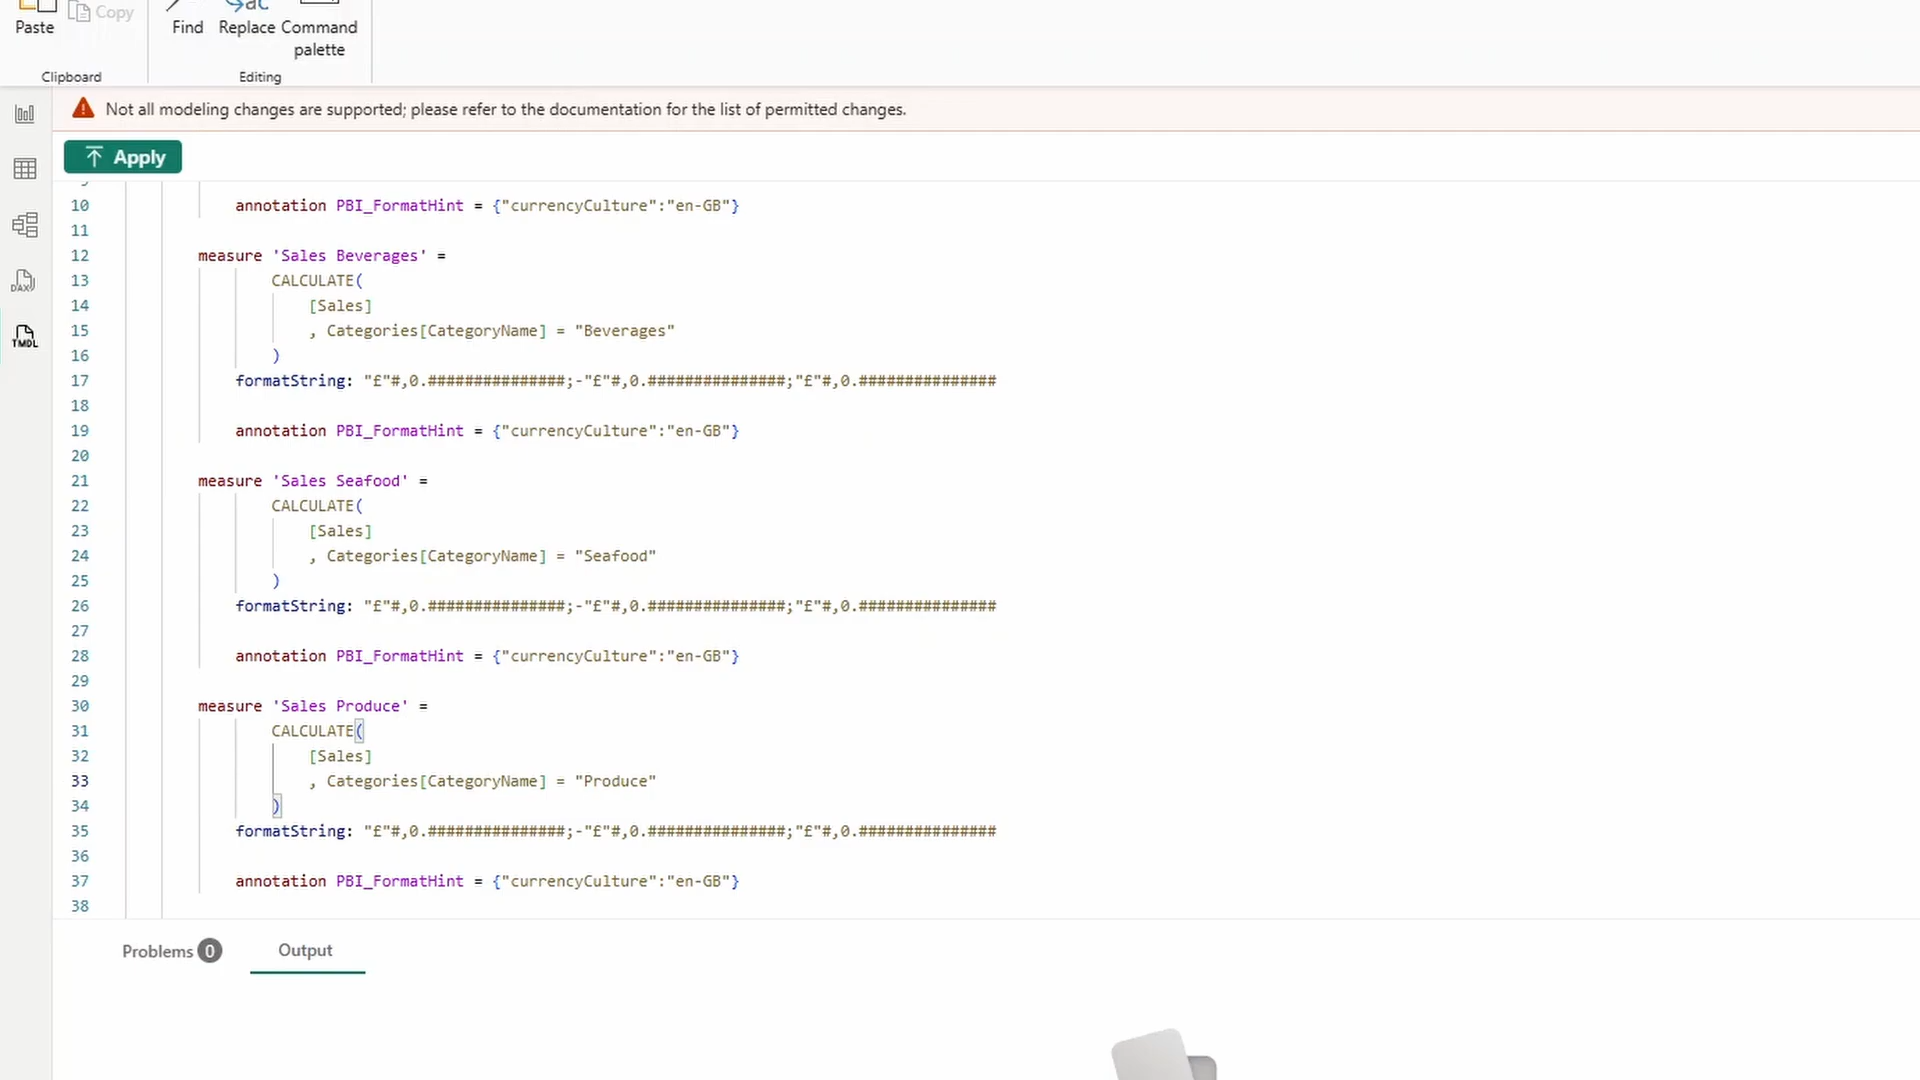 Paste
Copy
Find
Replace
Command palette
Clipboard
Editing
Not all modeling changes are supported; please refer to the documentation for the list of permitted changes.
Apply
10 annotation PBI_FormatHint = {"currencyCulture":"en-GB"}
11
12 measure 'Sales Beverages' =
13 CALCULATE(
14 [Sales]
15 , Categories[CategoryName] = "Beverages"
16 )
17 formatString: "£"#,0.###############;-"£"#,0.###############;"£"#,0.###############
18
19 annotation PBI_FormatHint = {"currencyCulture":"en-GB"}
20
21 measure 'Sales Seafood' =
22 CALCULATE(
23 [Sales]
24 , Categories[CategoryName] = "Seafood"
25 )
26 formatString: "£"#,0.###############;-"£"#,0.###############;"£"#,0.###############
27
28 annotation PBI_FormatHint = {"currencyCulture":"en-GB"}
29
30 measure 'Sales Produce' =
31 CALCULATE(
32 [Sales]
33 , Categories[CategoryName] = "Produce"
34 )
35 formatString: "£"#,0.###############;-"£"#,0.###############;"£"#,0.###############
36
37 annotation PBI_FormatHint = {"currencyCulture":"en-GB"}
38
DAX
TMDL
Problems 0
Output